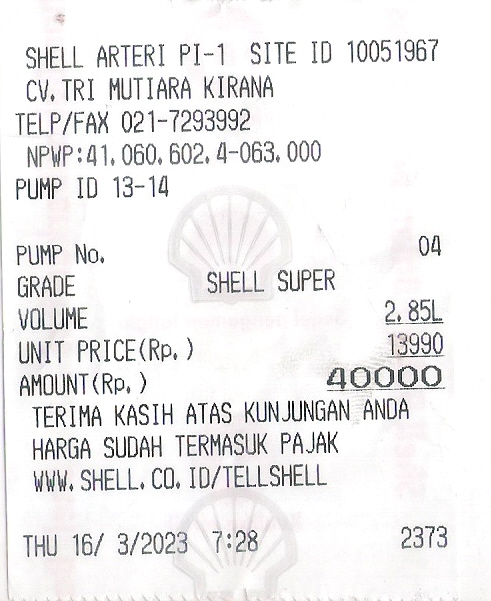 SHELL ARTERI PI-1 SITE ID 10051967
CV.TRI MUTIARA KIRANA
TELP/FAX 021-7293992
NPWP:41.060.602.4-063.000
PUMP ID 13-14
PUMP No. 04
GRADE SHELL SUPER
VOLUME 2.85L
UNIT PRICE(Rp.) 13990
AMOUNT(Rp.) 40000
TERIMA KASIH ATAS KUNJUNGAN ANDA
HARGA SUDAH TERMASUK PAJAK
WWW.SHELL.CO.ID/TELLSHELL
THU 16/ 3/2023 7:28 2373